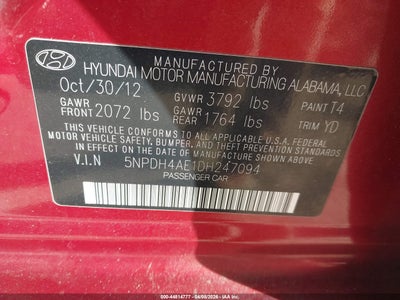 MANUFACTURED BY
HYUNDAI MOTOR MANUFACTURING ALABAMA, LLC
Oct/30/12 GVWR 3792 lbs PAINT T4
GAWR FRONT 2072 lbs GAWR REAR 1764 lbs TRIM YD
THIS VEHICLE CONFORMS TO ALL APPLICABLE U.S.A. FEDERAL
MOTOR VEHICLE SAFETY, BUMPER, AND THEFT PREVENTION STANDARDS
IN EFFECT ON THE DATE OF MANUFACTURE SHOWN ABOVE.
V.I.N 5NPDH4AE1DH247094
PASSENGER CAR
ID: 000-44814777 - 04/08/2026 - © IAA, Inc.